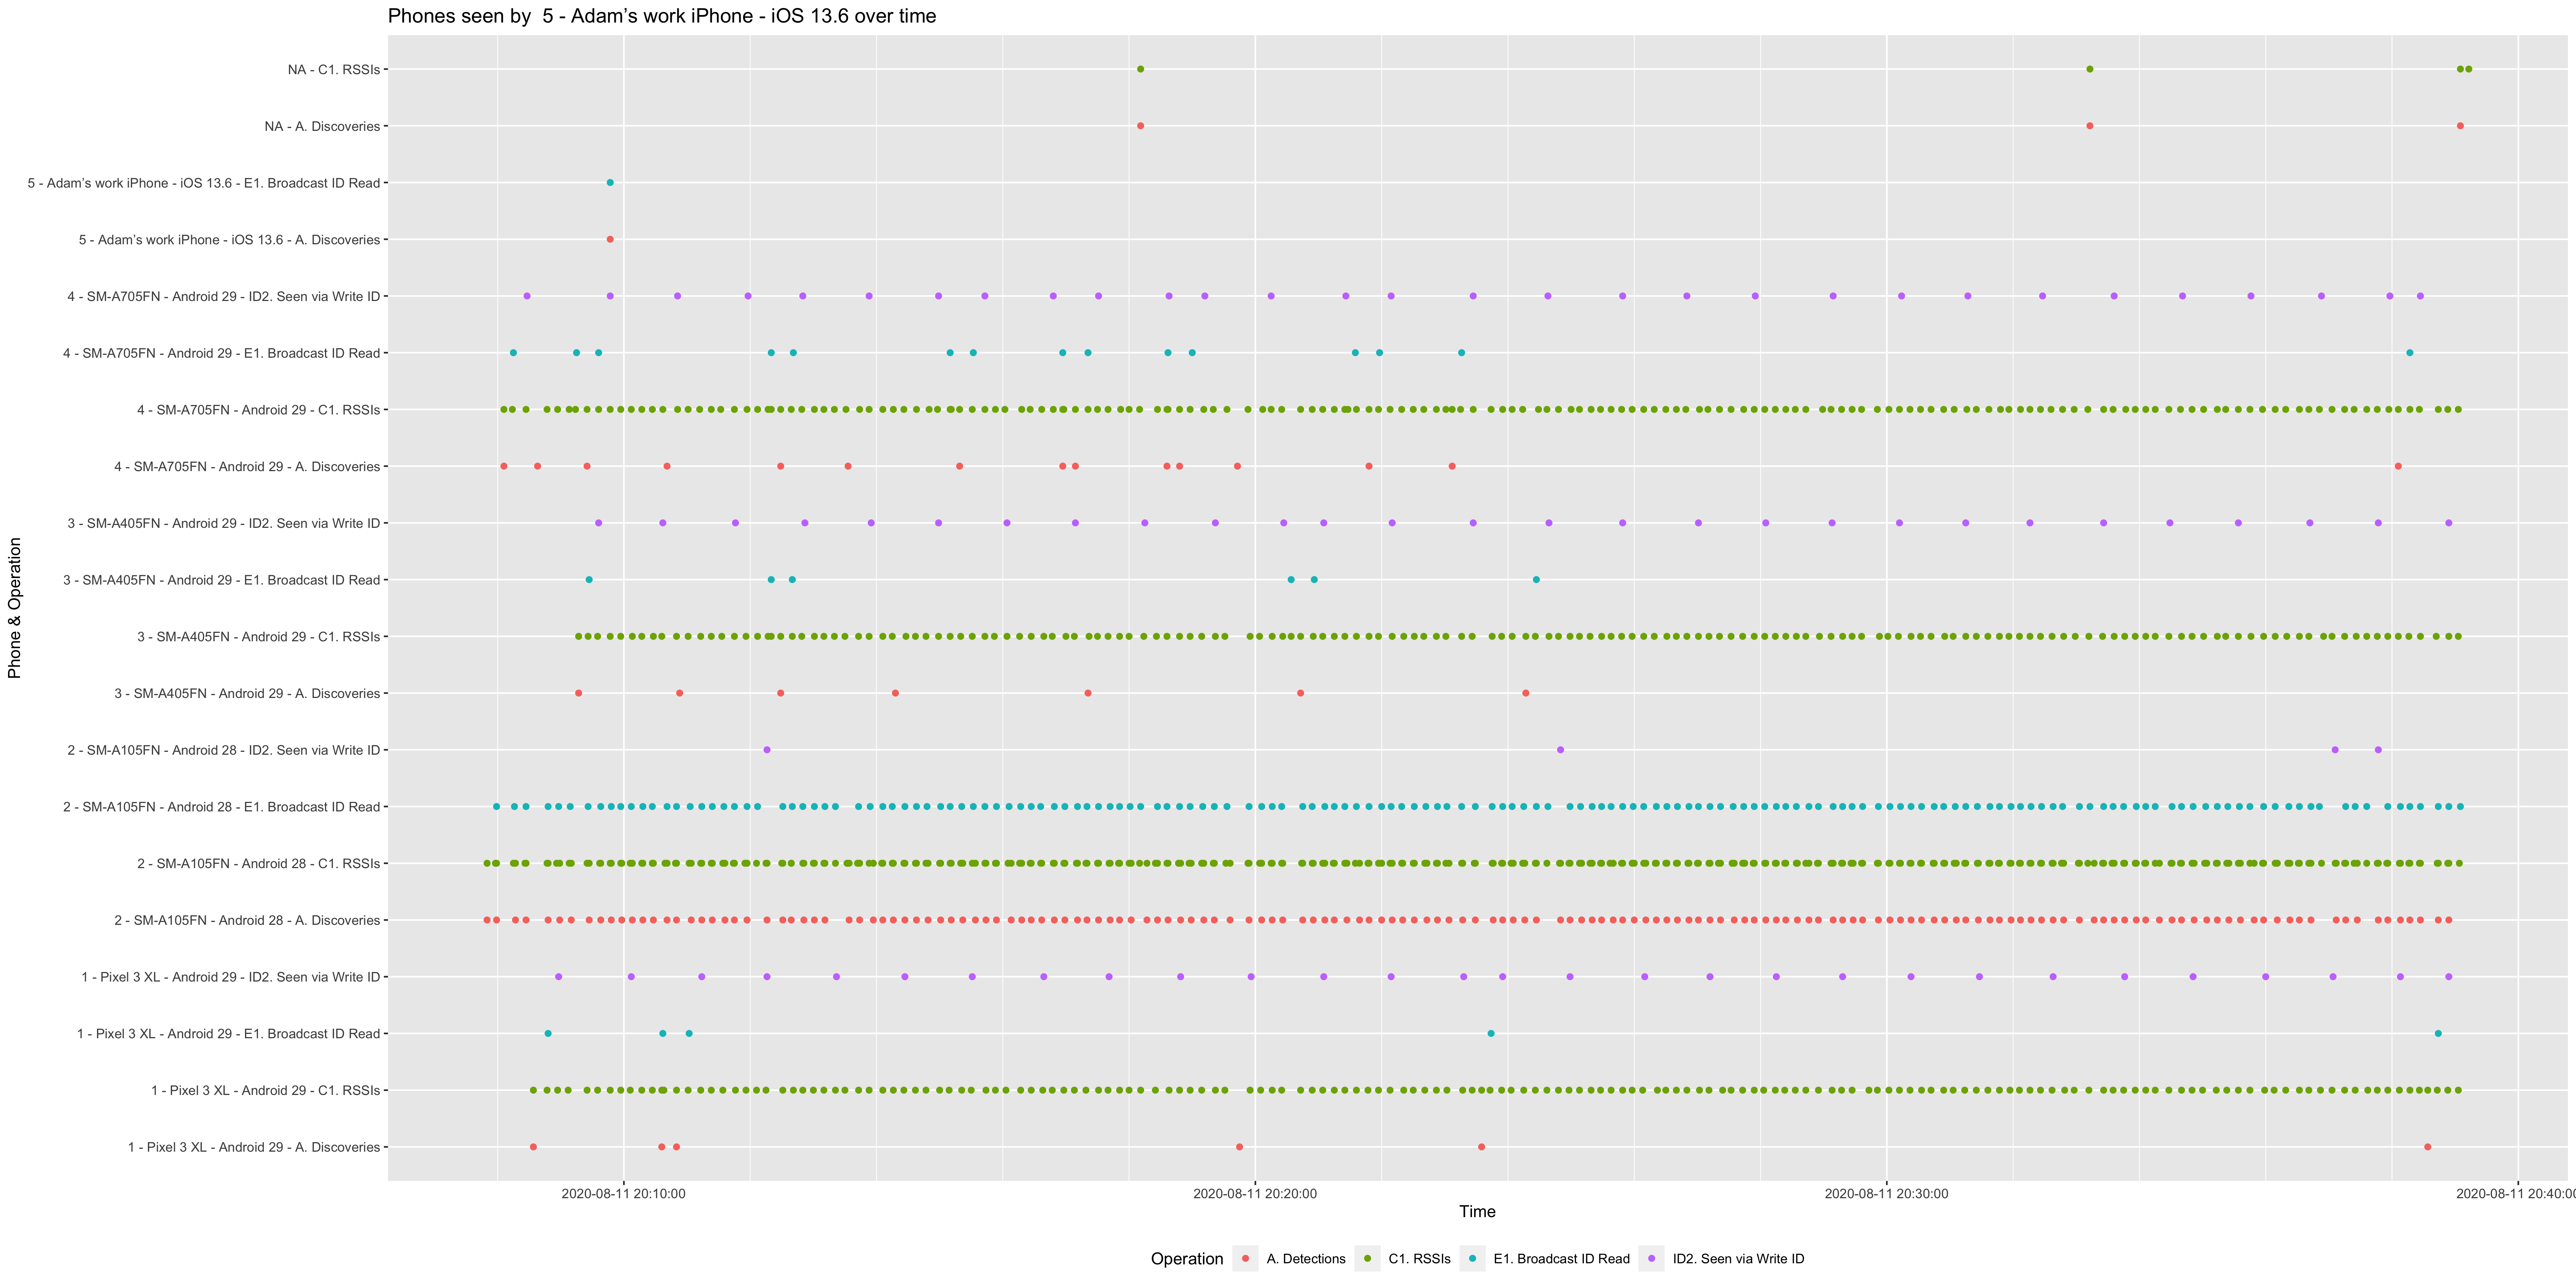 Phones seen by  5 - Adam’s work iPhone - iOS 13.6 over time
NA - C1. RSSIs
NA - A. Discoveries
5 - Adam’s work iPhone - iOS 13.6 - E1. Broadcast ID Read
5 - Adam’s work iPhone - iOS 13.6 - A. Discoveries
4 - SM-A705FN - Android 29 - ID2. Seen via Write ID
4 - SM-A705FN - Android 29 - E1. Broadcast ID Read
4 - SM-A705FN - Android 29 - C1. RSSIs
4 - SM-A705FN - Android 29 - A. Discoveries
3 - SM-A405FN - Android 29 - ID2. Seen via Write ID
3 - SM-A405FN - Android 29 - E1. Broadcast ID Read
3 - SM-A405FN - Android 29 - C1. RSSIs
3 - SM-A405FN - Android 29 - A. Discoveries
2 - SM-A105FN - Android 28 - ID2. Seen via Write ID
2 - SM-A105FN - Android 28 - E1. Broadcast ID Read
2 - SM-A105FN - Android 28 - C1. RSSIs
2 - SM-A105FN - Android 28 - A. Discoveries
1 - Pixel 3 XL - Android 29 - ID2. Seen via Write ID
1 - Pixel 3 XL - Android 29 - E1. Broadcast ID Read
1 - Pixel 3 XL - Android 29 - C1. RSSIs
1 - Pixel 3 XL - Android 29 - A. Discoveries
Phone & Operation
2020-08-11 20:10:00
2020-08-11 20:20:00
2020-08-11 20:30:00
2020-08-11 20:40:00
Time
Operation
A. Detections
C1. RSSIs
E1. Broadcast ID Read
ID2. Seen via Write ID